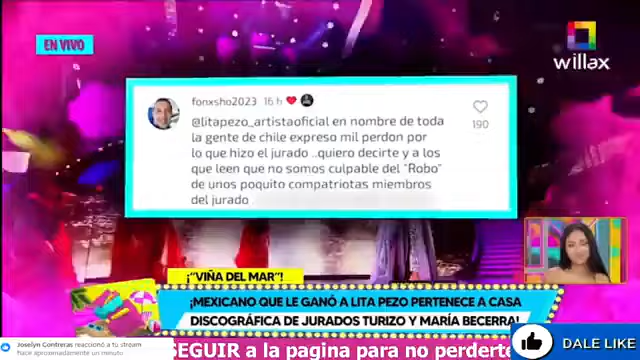 EN VIVO
willax
fonxsho2023 16 h
@litapezo_artistaoficial en nombre de toda
la gente de chile expreso mil perdon por
lo que hizo el jurado ..quiero decirte y a los
que leen que no somos culpable del "Robo"
de unos poquito compatriotas miembros
del jurado
190
¡"VIÑA DEL MAR"!
¡MEXICANO QUE LE GANÓ A LITA PEZO PERTENECE A CASA
DISCOGRÁFICA DE JURADOS TURIZO Y MARÍA BECERRA!
Joselyn Contreras reaccionó a tu stream
hace aproximadamente un minuto
SEGUIR a la pagina para no perderte
DALE LIKE